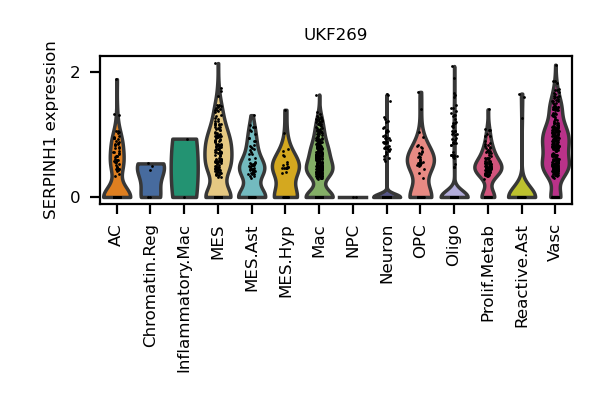 UKF269
SERPINH1 expression
2
0
AC
Chromatin.Reg
Inflammatory.Mac
MES
MES.Ast
MES.Hyp
Mac
NPC
Neuron
OPC
Oligo
Prolif.Metab
Reactive.Ast
Vasc